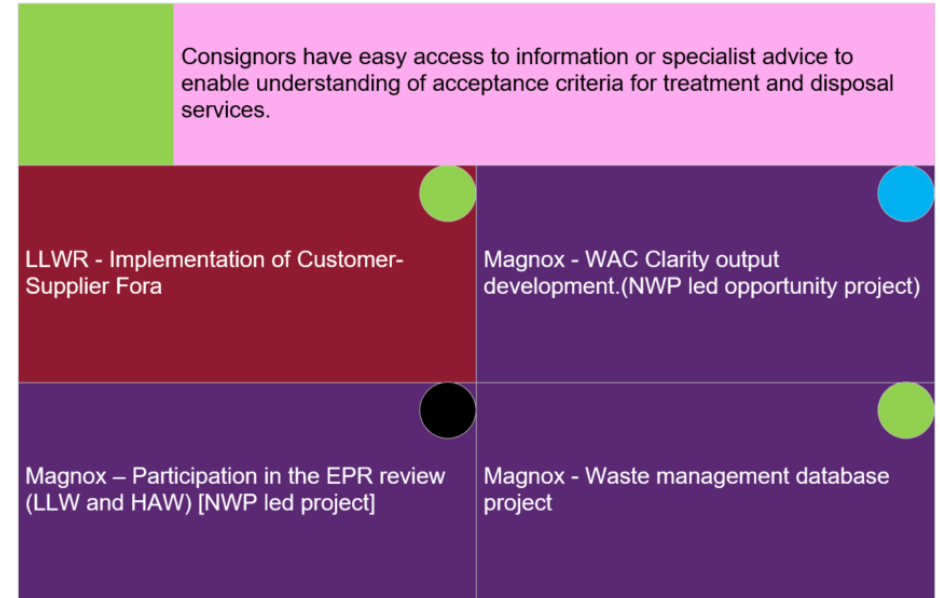 Consignors have easy access to information or specialist advice to
enable understanding of acceptance criteria for treatment and disposal
services.
LLWR - Implementation of Customer-
Supplier Fora
Magnox - WAC Clarity output
development.(NWP led opportunity project)
Magnox – Participation in the EPR review
(LLW and HAW) [NWP led project]
Magnox - Waste management database
project